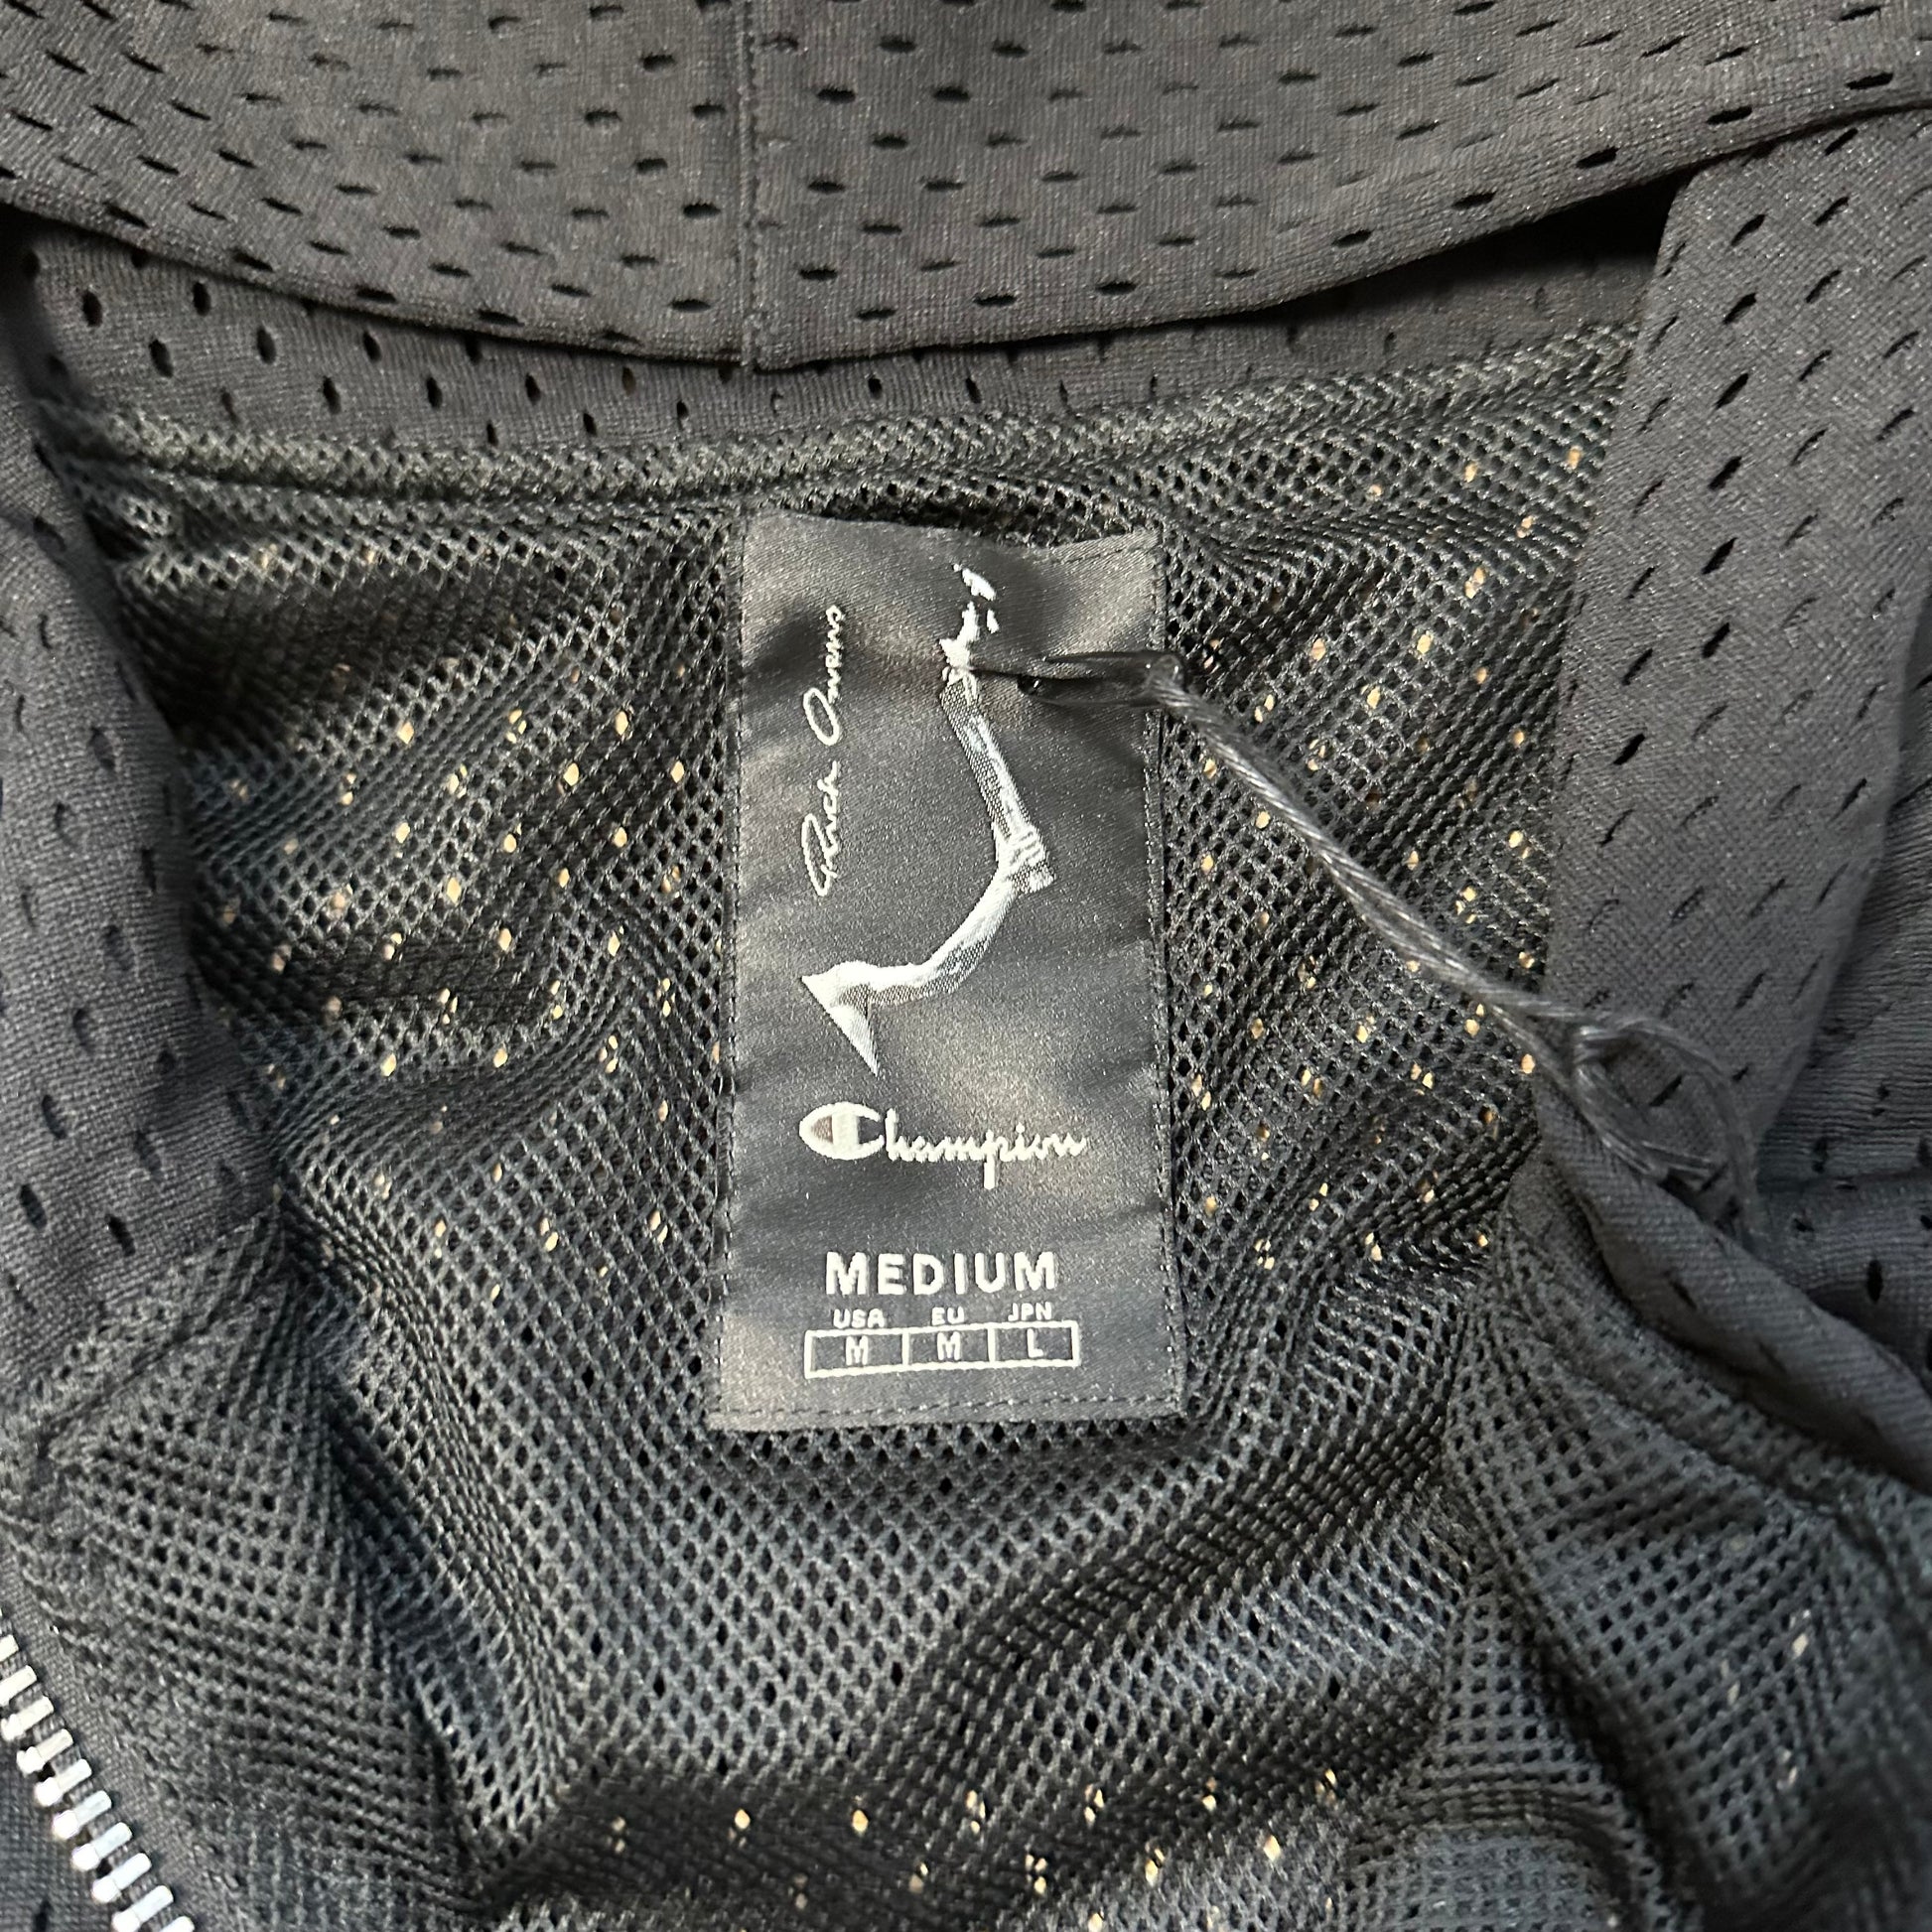 Rick Owens
Champion
MEDIUM
USA EU JPN
M M L